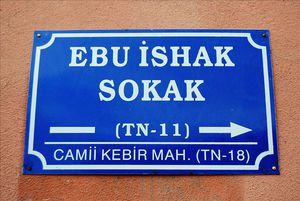 EBU İSHAK
SOKAK
(TN-11)
CAMİİ KEBİR MAH. (TN-18)